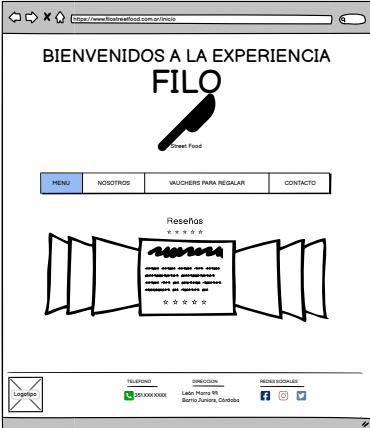 https://www.filostreetfood.com.ar/inicio
BIENVENIDOS A LA EXPERIENCIA
FILO
Street Food
MENU
NOSOTROS
VAUCHERS PARA REGALAR
CONTACTO
Reseñas
Logotipo
TELEFONO
351XXXXXXX
DIRECCION
León Morra 99
Barrio Juniors, Córdoba
REDES SOCIALES